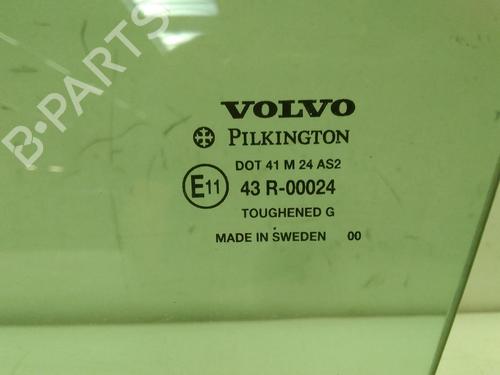 B-PARTS
VOLVO
PILKINGTON
DOT 41 M 24 AS2
E11 43 R-00024
TOUGHENED G
MADE IN SWEDEN 00